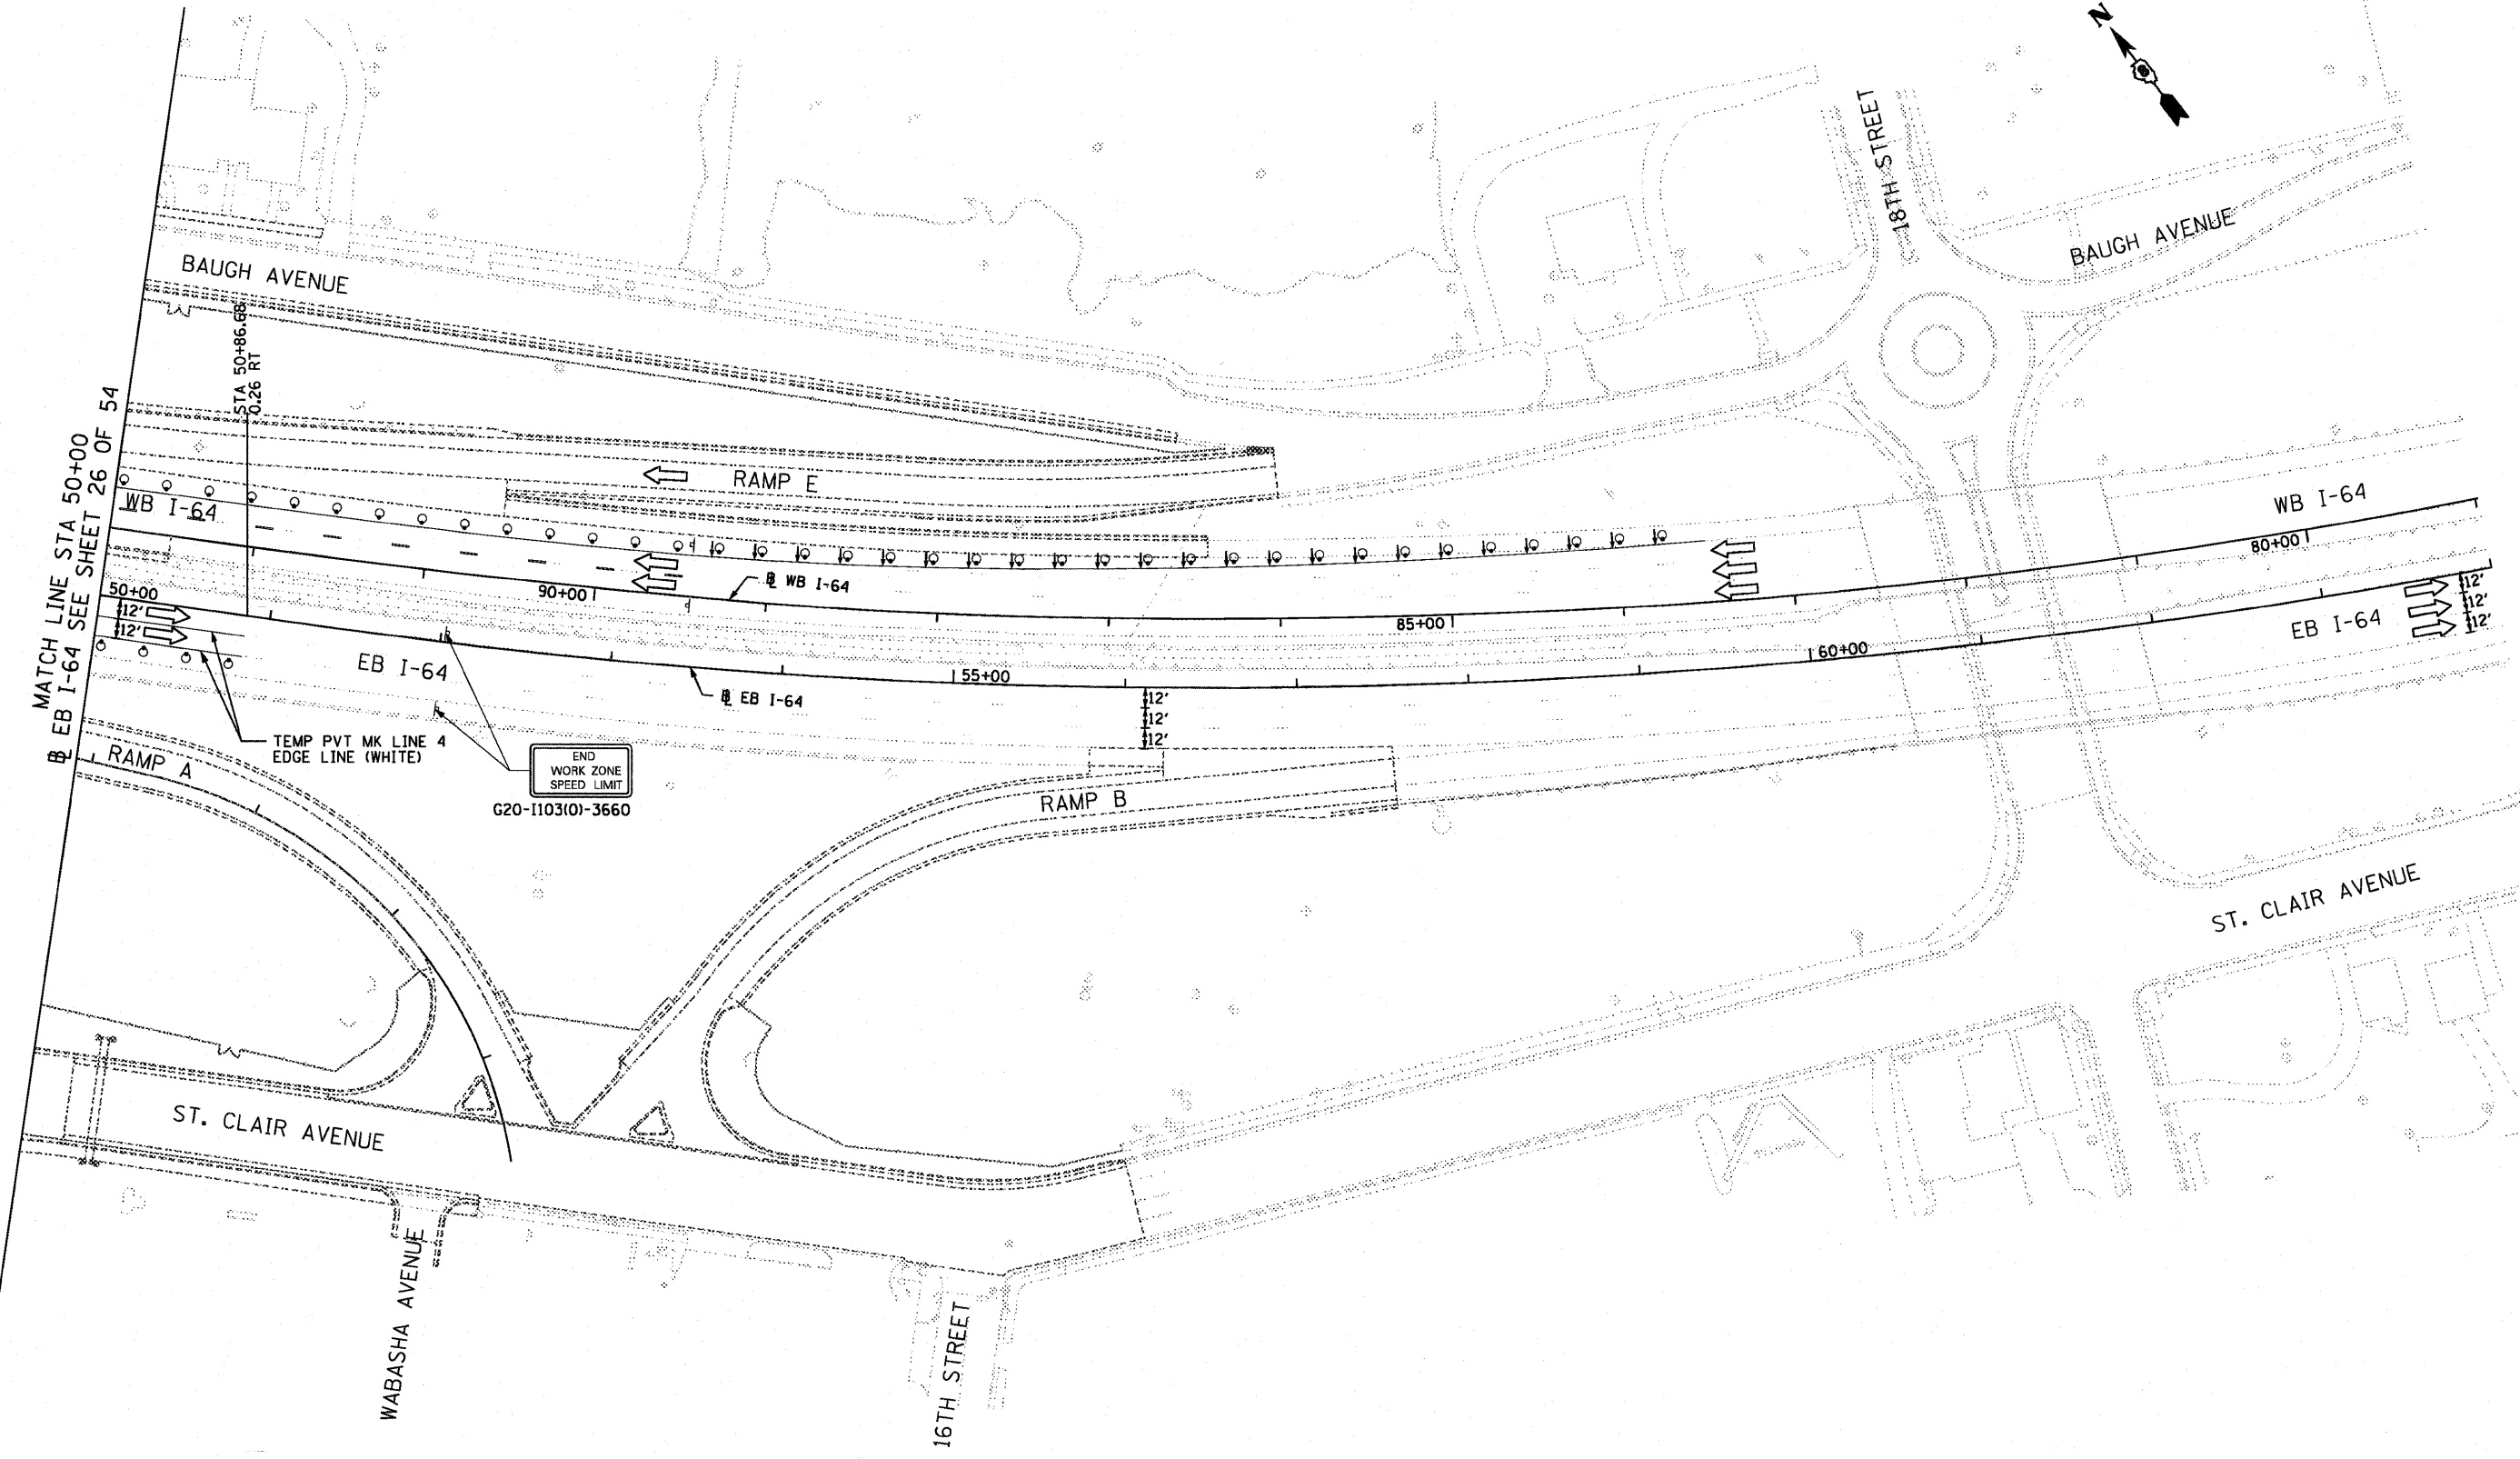 N
18TH STREET
BAUGH AVENUE
BAUGH AVENUE
STA 50+86.68
0.26 RT
MATCH LINE STA 50+00
℄ EB I-64 SEE SHEET 26 OF 54
RAMP E
WB I-64
WB I-64
80+00
90+00
℄ WB I-64
50+00
12'
12'
85+00
12'
12'
12'
EB I-64
60+00
EB I-64
55+00
℄ EB I-64
12'
12'
12'
TEMP PVT MK LINE 4
EDGE LINE (WHITE)
END
WORK ZONE
SPEED LIMIT
G20-I103(0)-3660
RAMP A
RAMP B
ST. CLAIR AVENUE
ST. CLAIR AVENUE
WABASHA AVENUE
16TH STREET